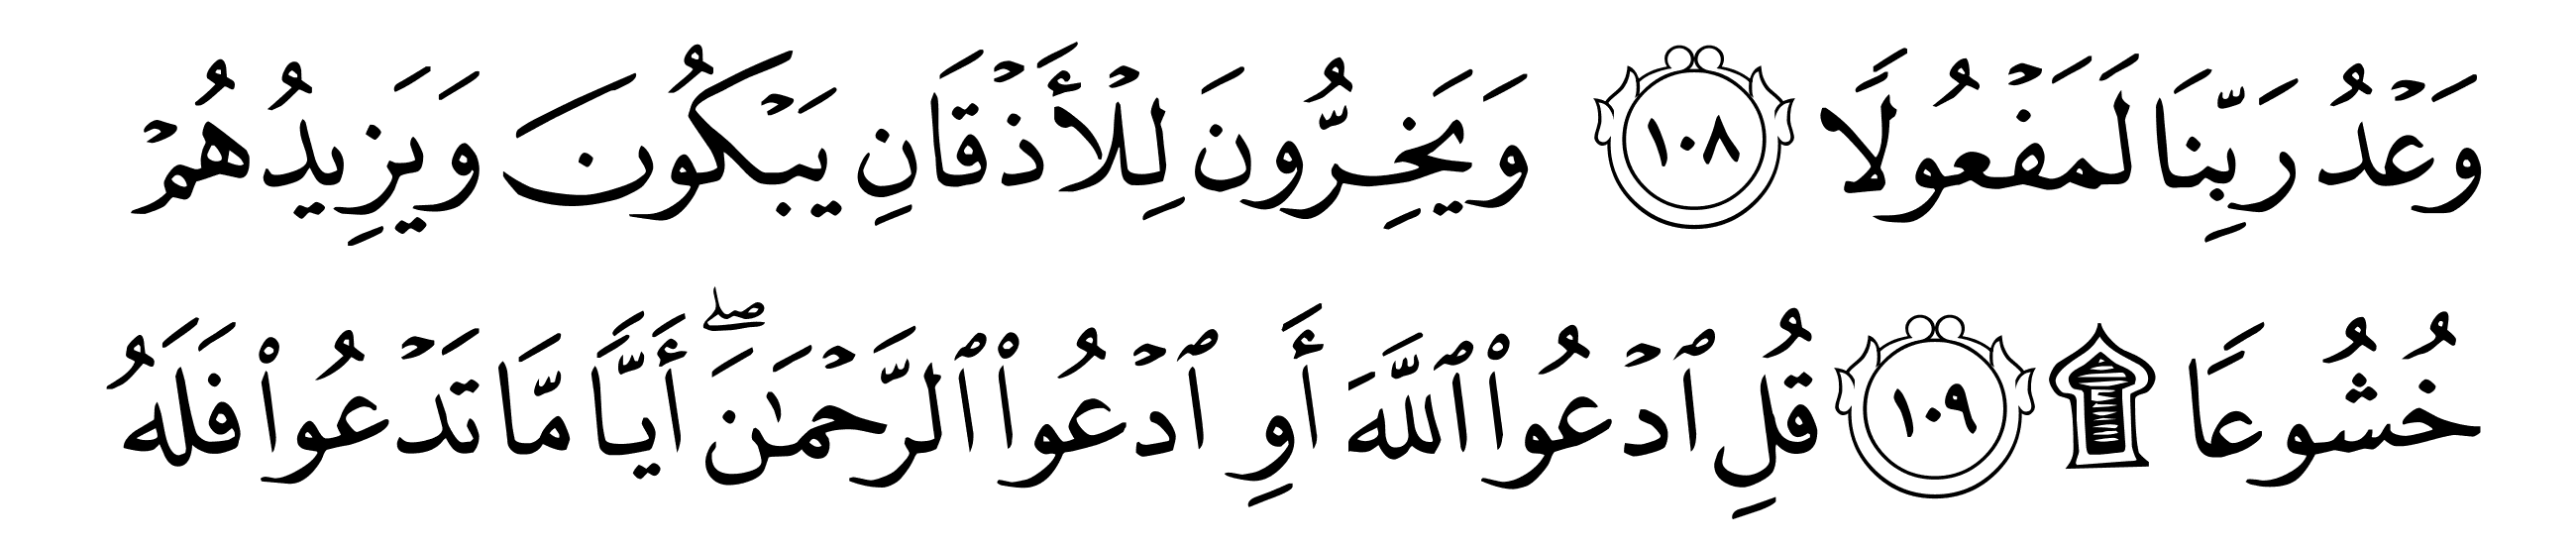 وَعۡدُ رَبِّنَا لَمَفۡعُولًا ١٠٨ وَيَخِرُّونَ لِلۡأَذۡقَانِ يَبۡكُونَ وَيَزِيدُهُمۡ
خُشُوعًا ۩ ١٠٩ قُلِ ٱدۡعُواْ ٱللَّهَ أَوِ ٱدۡعُواْ ٱلرَّحۡمَٰنَۖ أَيًّا مَّا تَدۡعُواْ فَلَهُ